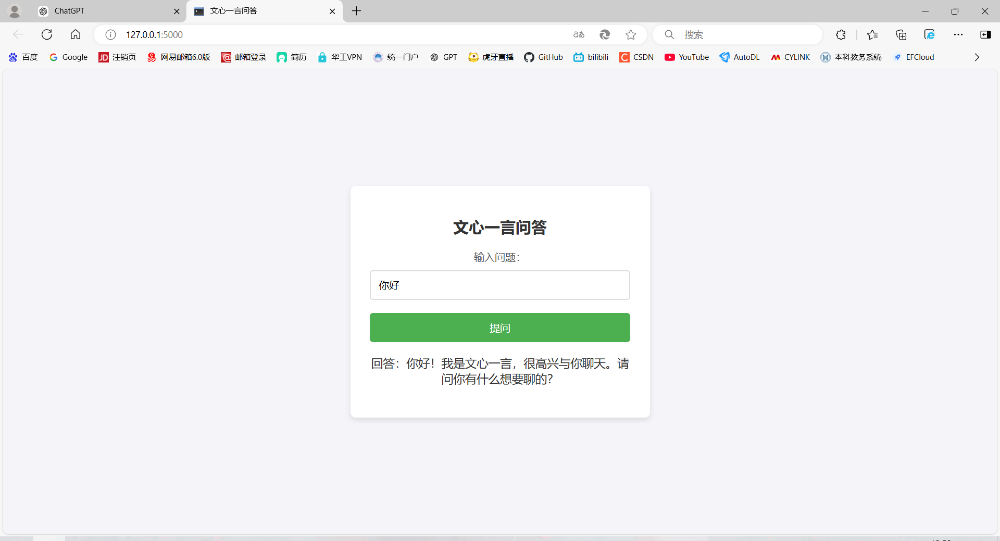 ChatGPT
文心一言问答
127.0.0.1:5000
aあ
搜索
百度 Google JD 注销页 网易邮箱6.0版 邮箱登录 简历 华工VPN 统一门户 GPT 虎牙直播 GitHub bilibili CSDN YouTube AutoDL CYLINK 本科教务系统 EFCloud
文心一言问答
输入问题：
你好
提问
回答：你好！我是文心一言，很高兴与你聊天。请
问你有什么想要聊的？